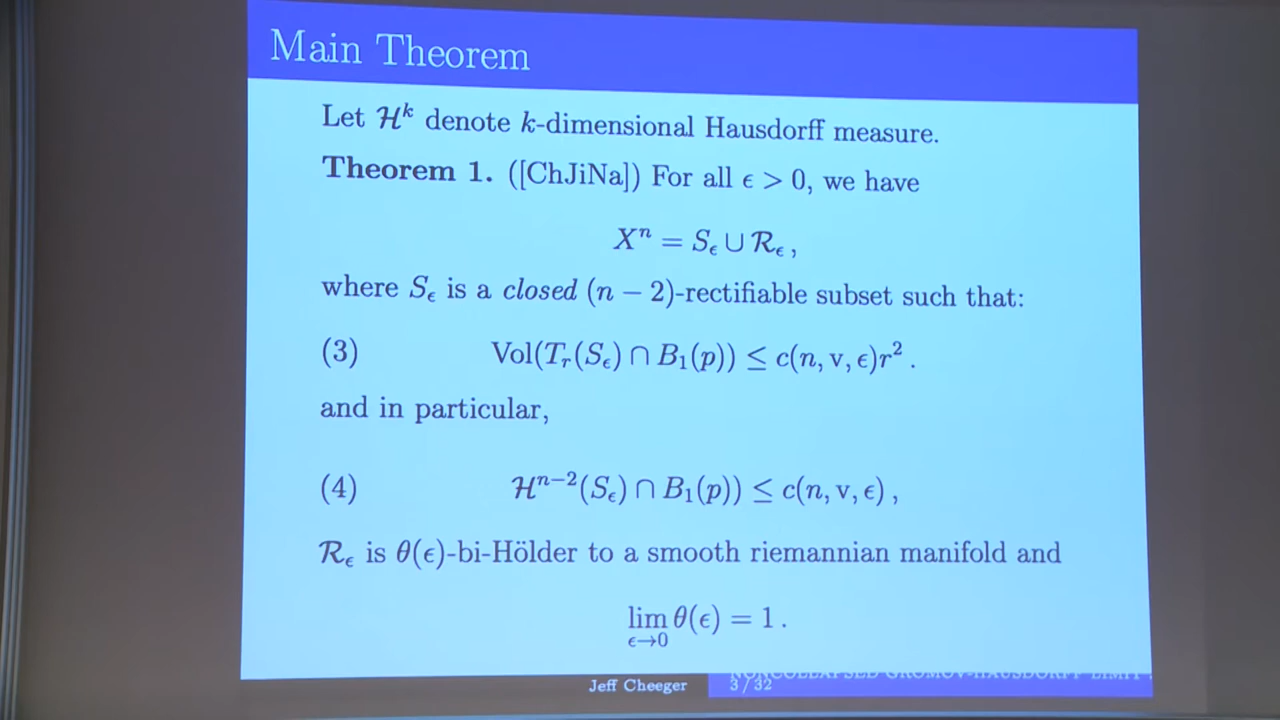 Main Theorem
Let ℋᵏ denote k-dimensional Hausdorff measure.
Theorem 1. ([ChJiNa]) For all ϵ > 0, we have
Xⁿ = S_ϵ ∪ ℛ_ϵ ,
where S_ϵ is a closed (n − 2)-rectifiable subset such that:
(3) Vol(T_r(S_ϵ) ∩ B₁(p)) ≤ c(n, v, ϵ)r² .
and in particular,
(4) ℋⁿ⁻²(S_ϵ) ∩ B₁(p)) ≤ c(n, v, ϵ) ,
ℛ_ϵ is θ(ϵ)-bi-Hölder to a smooth riemannian manifold and
lim_{ϵ→0} θ(ϵ) = 1 .
Jeff Cheeger NONCOLLAPSED GROMOV-HAUSDORFF LIMIT
3 / 32